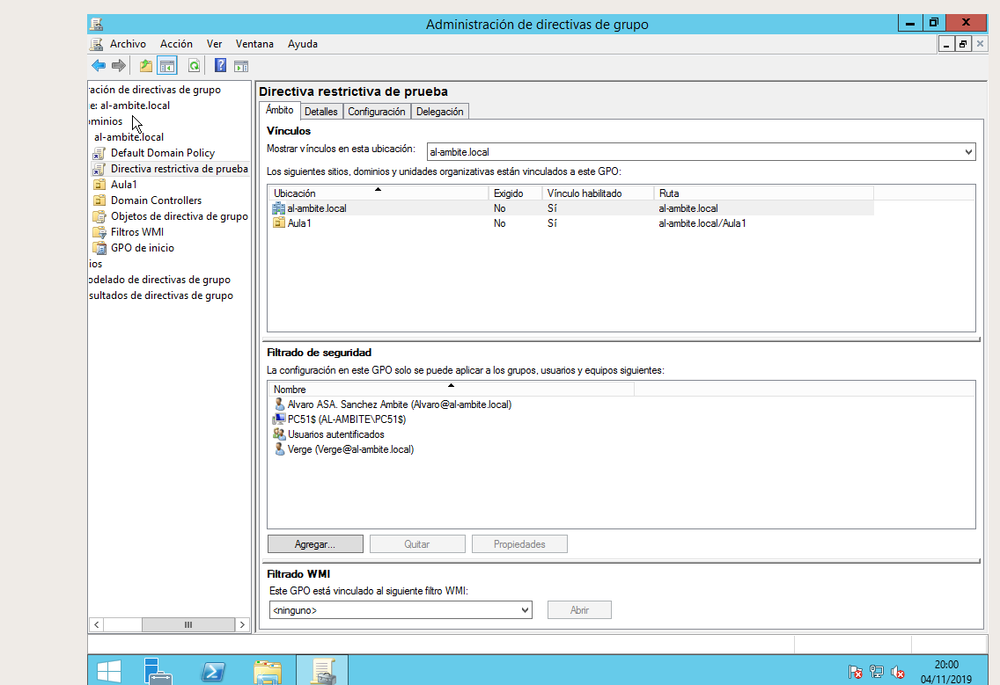 Administración de directivas de grupo
Archivo Acción Ver Ventana Ayuda
ración de directivas de grupo
e: al-ambite.local
ominios
al-ambite.local
Default Domain Policy
Directiva restrictiva de prueba
Aula1
Domain Controllers
Objetos de directiva de grupo
Filtros WMI
GPO de inicio
ios
odelado de directivas de grupo
sultados de directivas de grupo
Directiva restrictiva de prueba
Ámbito Detalles Configuración Delegación
Vínculos
Mostrar vínculos en esta ubicación: al-ambite.local
Los siguientes sitios, dominios y unidades organizativas están vinculados a este GPO:
Ubicación Exigido Vínculo habilitado Ruta
al-ambite.local No Sí al-ambite.local
Aula1 No Sí al-ambite.local/Aula1
Filtrado de seguridad
La configuración en este GPO solo se puede aplicar a los grupos, usuarios y equipos siguientes:
Nombre
Alvaro ASA. Sanchez Ambite (Alvaro@al-ambite.local)
PC51$ (AL-AMBITE\PC51$)
Usuarios autentificados
Verge (Verge@al-ambite.local)
Agregar... Quitar Propiedades
Filtrado WMI
Este GPO está vinculado al siguiente filtro WMI:
<ninguno> Abrir
20:00
04/11/2019